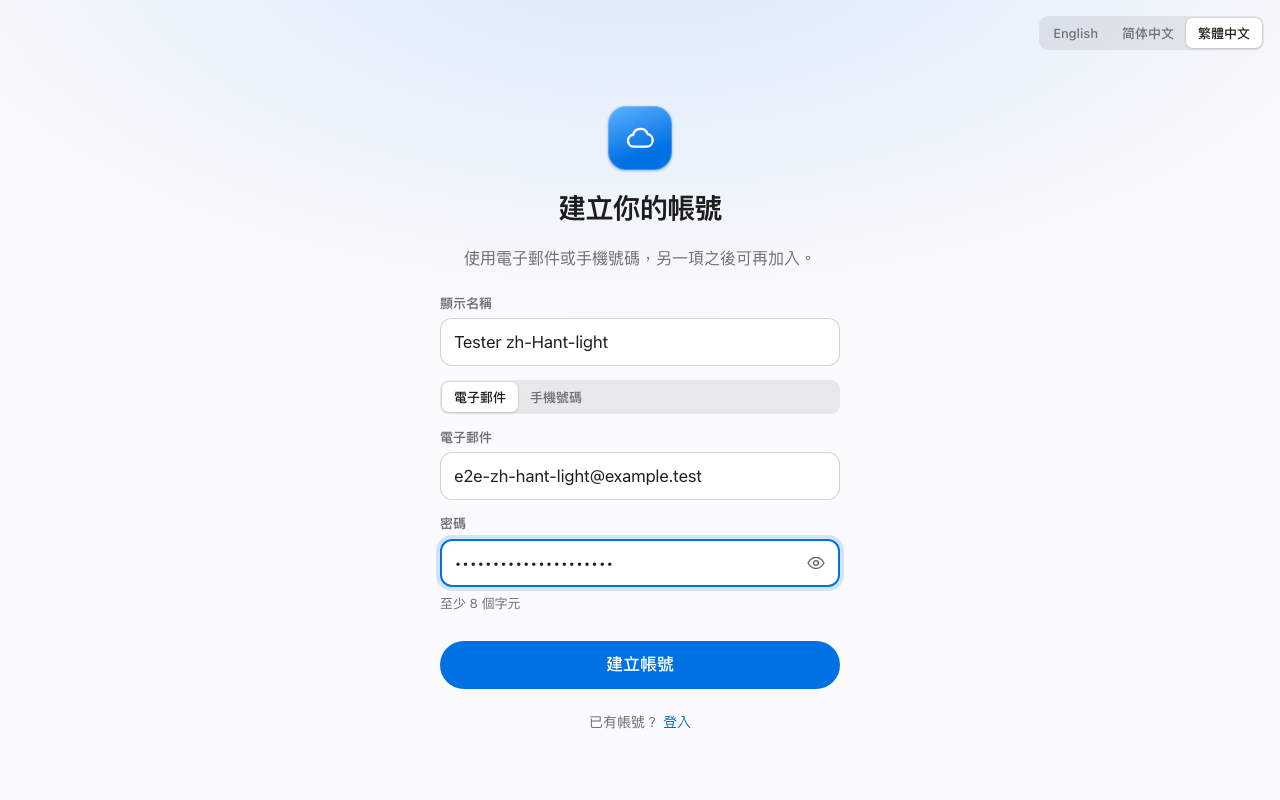 English 简体中文 繁體中文
建立你的帳號
使用電子郵件或手機號碼，另一項之後可再加入。
顯示名稱
Tester zh-Hant-light
電子郵件 手機號碼
電子郵件
e2e-zh-hant-light@example.test
密碼
•••••••••••••••••••••
至少 8 個字元
建立帳號
已有帳號？ 登入